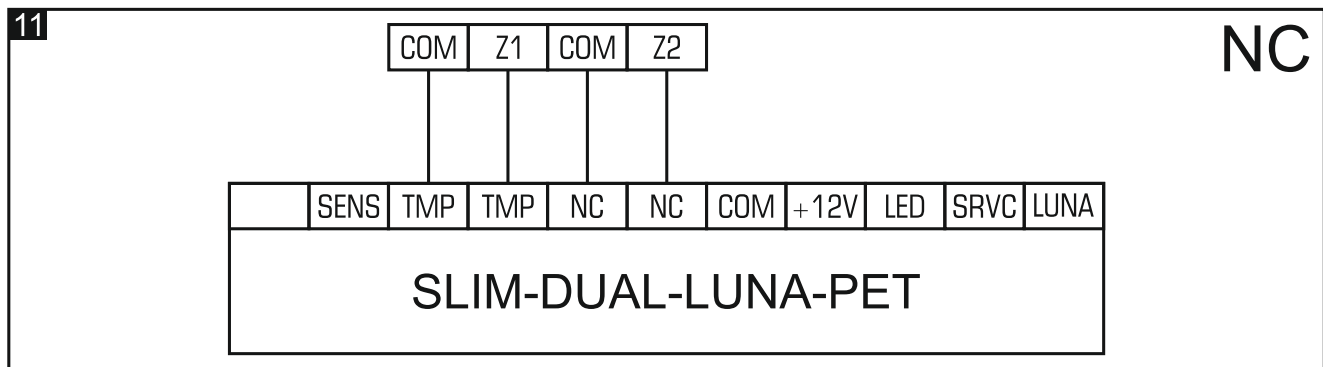 11
NC
COM Z1 COM Z2
SENS TMP TMP NC NC COM +12V LED SRVC LUNA
SLIM-DUAL-LUNA-PET